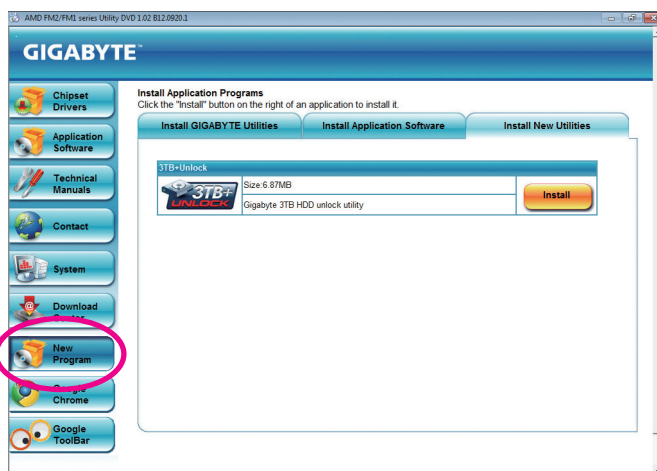 AMD FM2/FM1 series Utility DVD 1.02 B12.0920.1
GIGABYTE™
Chipset
Drivers
Application
Software
Technical
Manuals
Contact
System
Download
New
Program
Google
Chrome
Google
ToolBar
Install Application Programs
Click the "Install" button on the right of an application to install it.
Install GIGABYTE Utilities
Install Application Software
Install New Utilities
3TB+Unlock
3TB+
UNLOCK
Size:6.87MB
Gigabyte 3TB HDD unlock utility
Install